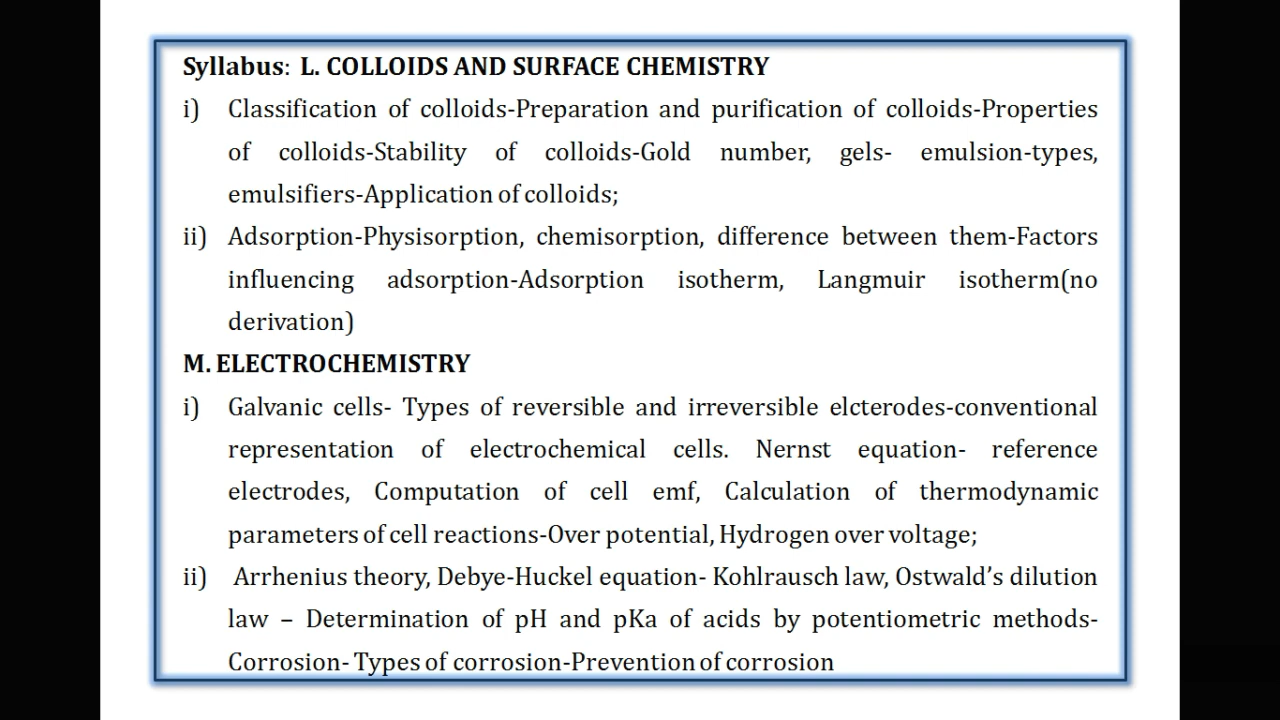 Syllabus: L. COLLOIDS AND SURFACE CHEMISTRY
i) Classification of colloids-Preparation and purification of colloids-Properties
of colloids-Stability of colloids-Gold number, gels- emulsion-types,
emulsifiers-Application of colloids;
ii) Adsorption-Physisorption, chemisorption, difference between them-Factors
influencing adsorption-Adsorption isotherm, Langmuir isotherm(no
derivation)
M. ELECTROCHEMISTRY
i) Galvanic cells- Types of reversible and irreversible elcterodes-conventional
representation of electrochemical cells. Nernst equation- reference
electrodes, Computation of cell emf, Calculation of thermodynamic
parameters of cell reactions-Over potential, Hydrogen over voltage;
ii) Arrhenius theory, Debye-Huckel equation- Kohlrausch law, Ostwald’s dilution
law – Determination of pH and pKa of acids by potentiometric methods-
Corrosion- Types of corrosion-Prevention of corrosion